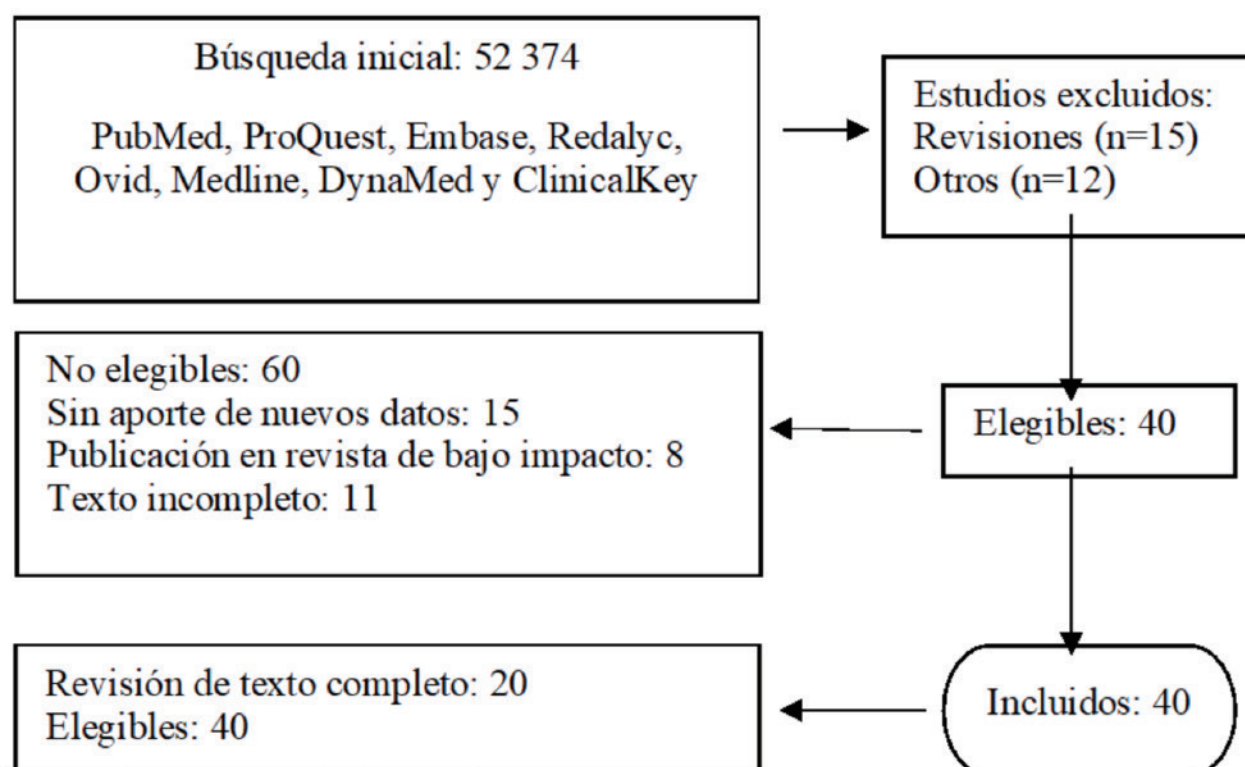 Búsqueda inicial: 52 374
PubMed, ProQuest, Embase, Redalyc,
Ovid, Medline, DynaMed y ClinicalKey
Estudios excluidos:
Revisiones (n=15)
Otros (n=12)
No elegibles: 60
Sin aporte de nuevos datos: 15
Publicación en revista de bajo impacto: 8
Texto incompleto: 11
Elegibles: 40
Revisión de texto completo: 20
Elegibles: 40
Incluidos: 40